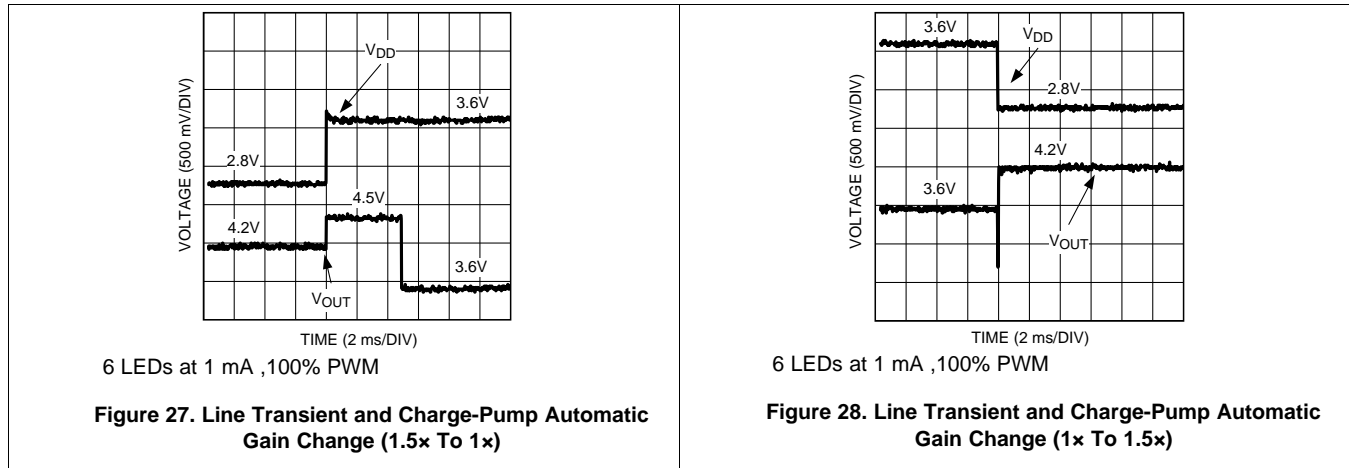 VOLTAGE (500 mV/DIV)
VDD
3.6V
2.8V
4.5V
4.2V
3.6V
VOUT
TIME (2 ms/DIV)
6 LEDs at 1 mA ,100% PWM
Figure 27. Line Transient and Charge-Pump Automatic
Gain Change (1.5× To 1×)
VOLTAGE (500 mV/DIV)
3.6V
VDD
2.8V
4.2V
3.6V
VOUT
TIME (2 ms/DIV)
6 LEDs at 1 mA ,100% PWM
Figure 28. Line Transient and Charge-Pump Automatic
Gain Change (1× To 1.5×)